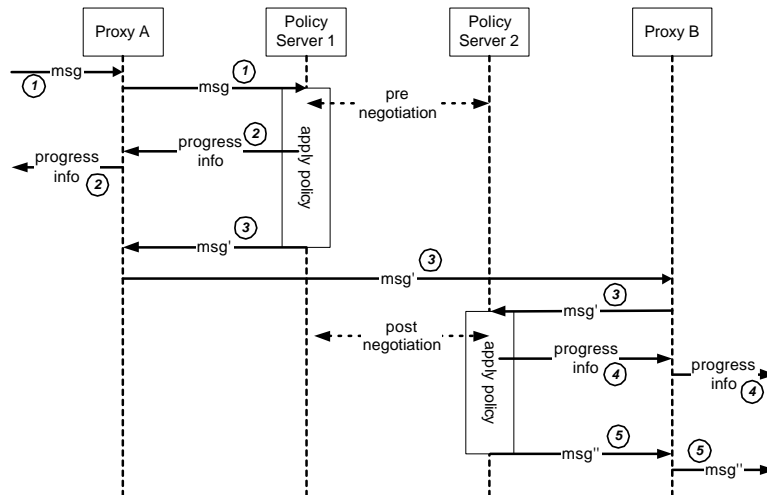 Proxy A
Policy
Server 1
Policy
Server 2
Proxy B
msg
1
1
msg
pre
negotiation
apply policy
2
progress
info
progress
info
2
3
msg'
msg'
3
3
msg'
post
negotiation
apply policy
progress
info
4
progress
info
4
5
msg''
5
msg''